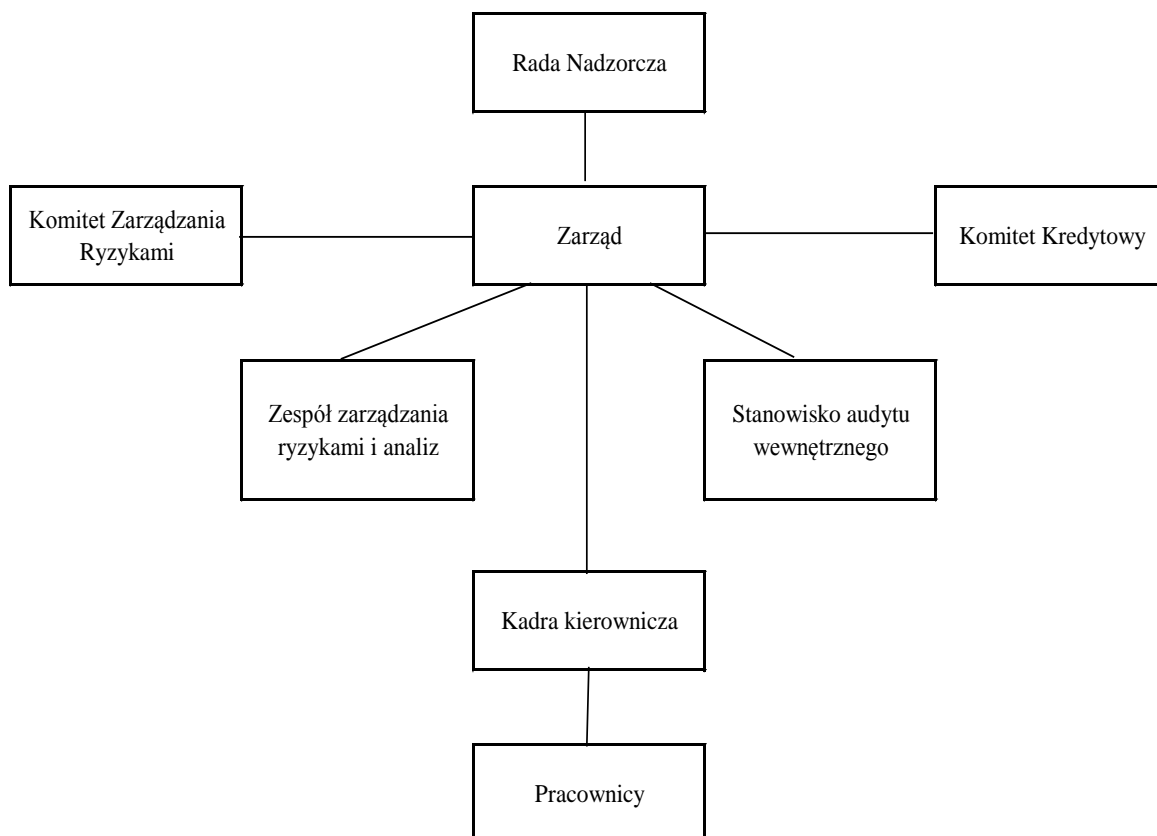 Rada Nadzorcza
Komitet Zarządzania
Ryzykami
Zarząd
Komitet Kredytowy
Zespół zarządzania
ryzykami i analiz
Stanowisko audytu
wewnętrznego
Kadra kierownicza
Pracownicy